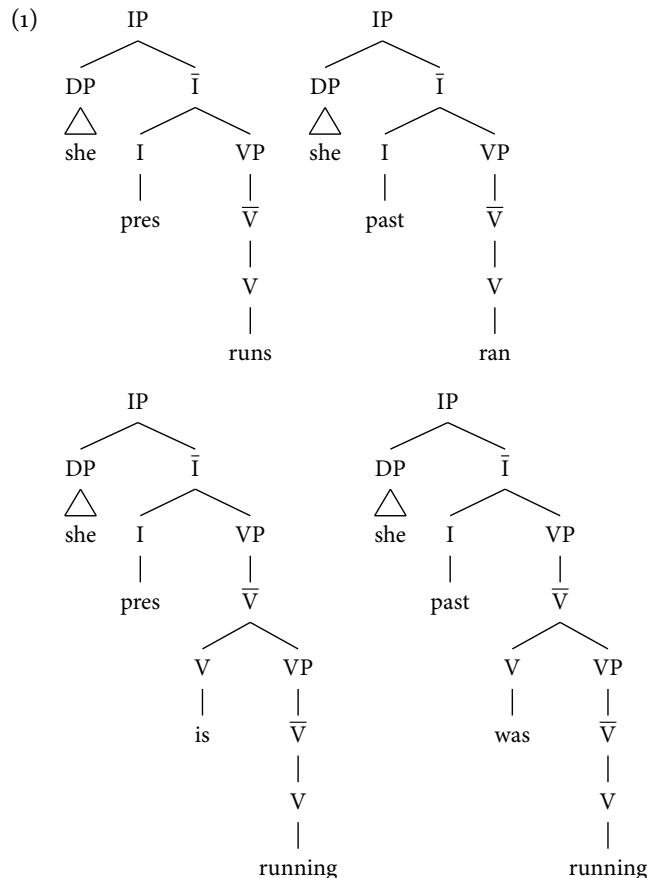 (1) IP IP
DP Ī DP Ī
she I VP she I VP
pres V̅ past V̅
V V
runs ran
IP IP
DP Ī DP Ī
she I VP she I VP
pres V̅ past V̅
V VP V VP
is V̅ was V̅
V V
running running